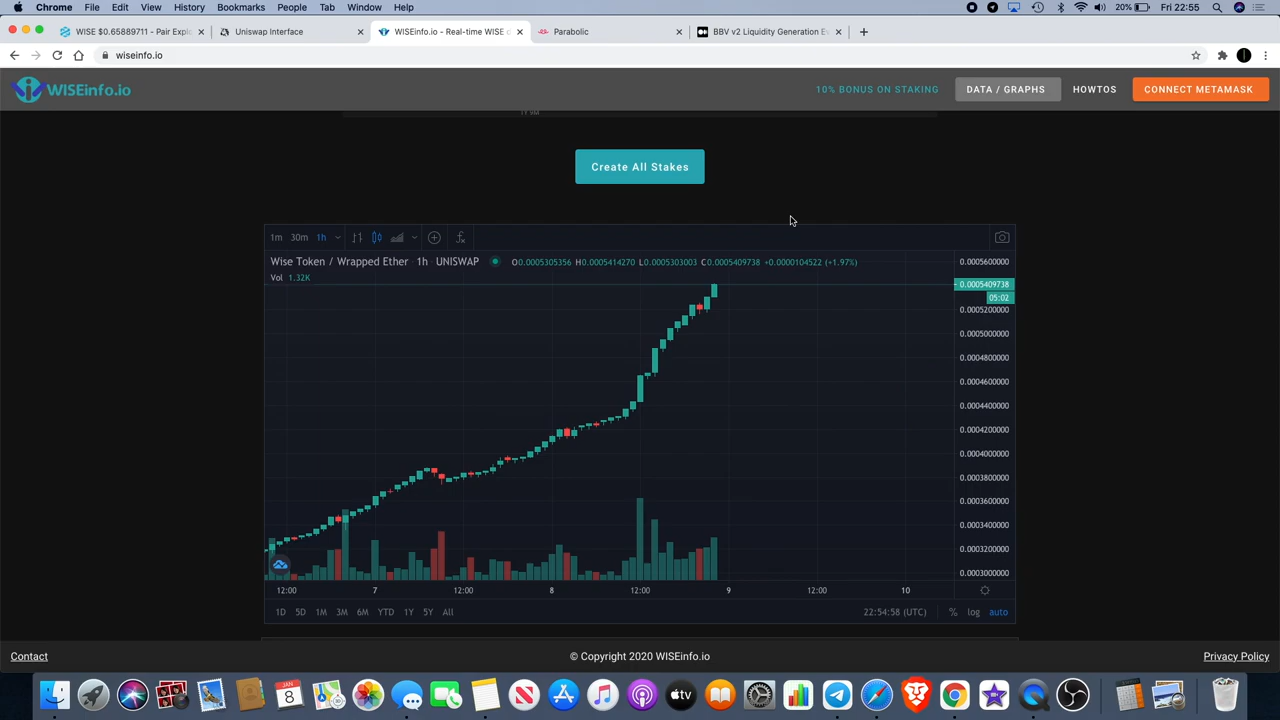 Chrome File Edit View History Bookmarks People Tab Window Help 20% Fri 22:55
WISE $0.65889711 - Pair Explo Uniswap Interface WISEinfo.io - Real-time WISE d Parabolic BBV v2 Liquidity Generation Ev
wiseinfo.io
WISEinfo.io 10% BONUS ON STAKING DATA / GRAPHS HOWTOS CONNECT METAMASK
Create All Stakes
1m 30m 1h
Wise Token / Wrapped Ether 1h UNISWAP O0.0005305356 H0.0005414270 L0.0005303003 C0.0005409738 +0.0000104522 (+1.97%)
Vol 1.32K
0.0005600000
0.0005409738
05:02
0.0005200000
0.0005000000
0.0004800000
0.0004600000
0.0004400000
0.0004200000
0.0004000000
0.0003800000
0.0003600000
0.0003400000
0.0003200000
0.0003000000
12:00 7 12:00 8 12:00 9 12:00 10
1D 5D 1M 3M 6M YTD 1Y 5Y All 22:54:58 (UTC) % log auto
Contact © Copyright 2020 WISEinfo.io Privacy Policy
JAN
8
tv